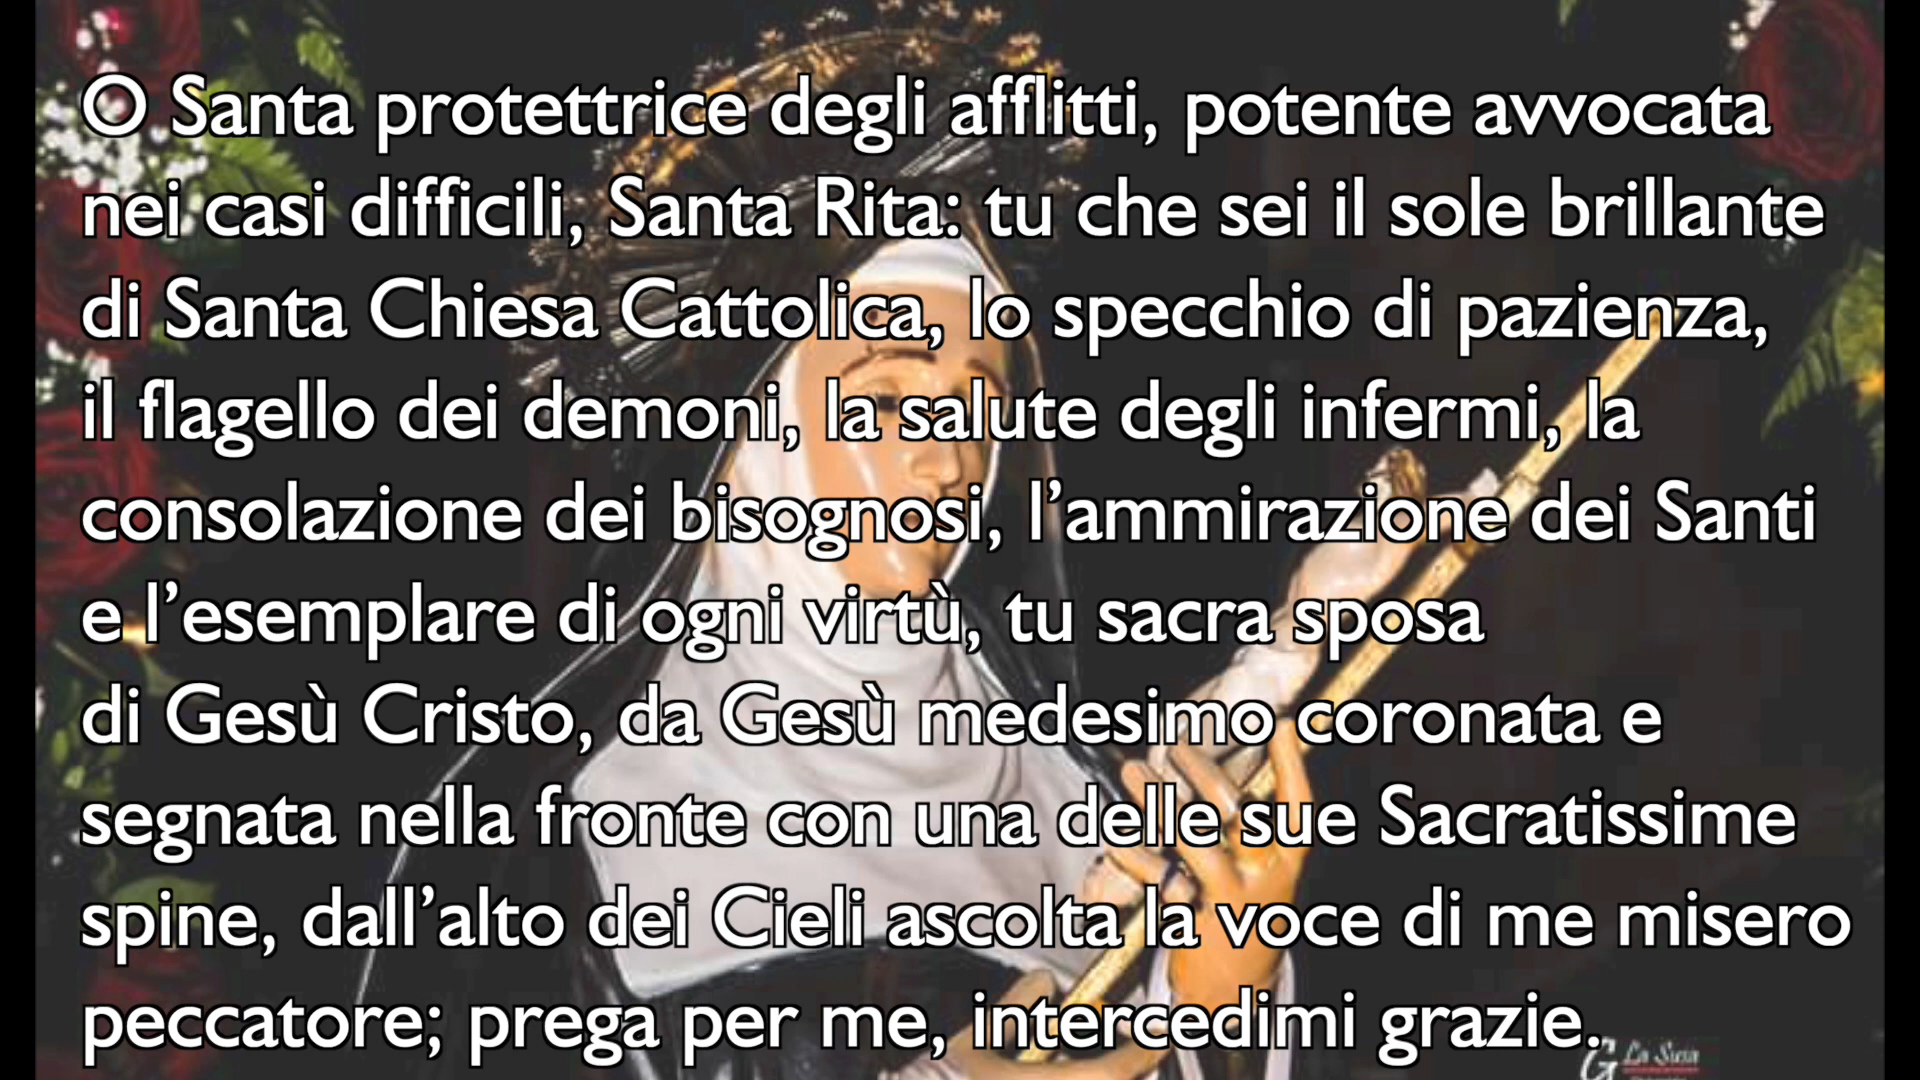 O Santa protettrice degli afflitti, potente avvocata
nei casi difficili, Santa Rita: tu che sei il sole brillante
di Santa Chiesa Cattolica, lo specchio di pazienza,
il flagello dei demoni, la salute degli infermi, la
consolazione dei bisognosi, l’ammirazione dei Santi
e l’esemplare di ogni virtù, tu sacra sposa
di Gesù Cristo, da Gesù medesimo coronata e
segnata nella fronte con una delle sue Sacratissime
spine, dall’alto dei Cieli ascolta la voce di me misero
peccatore; prega per me, intercedimi grazie.
G La Susa